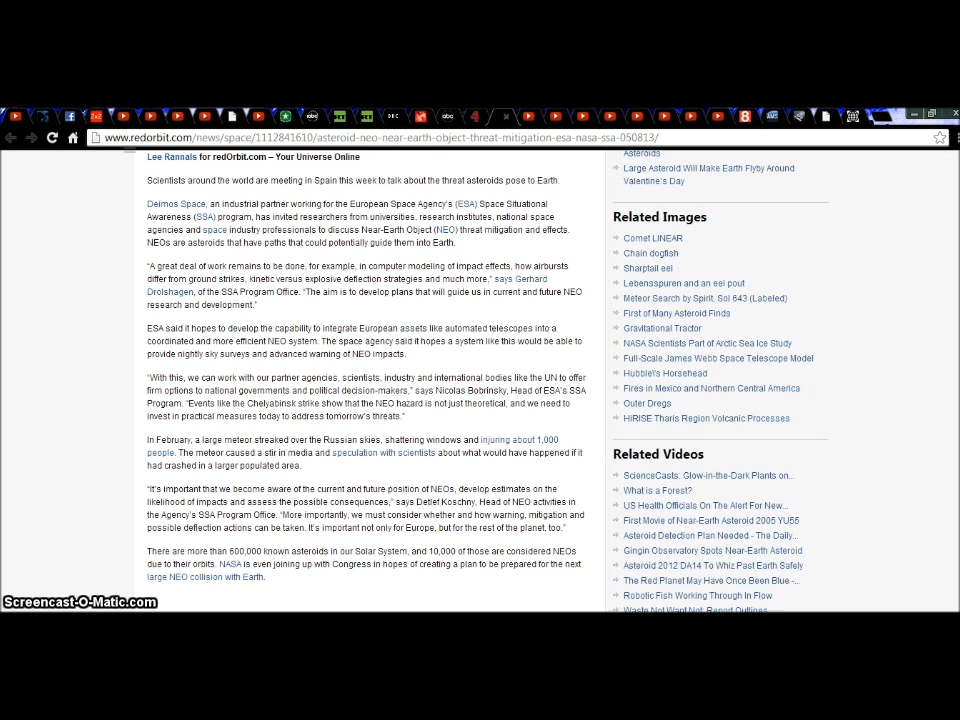 www.redorbit.com/news/space/1112841610/asteroid-neo-near-earth-object-threat-mitigation-esa-nasa-ssa-050813/
Lee Rannals for redOrbit.com – Your Universe Online
Scientists around the world are meeting in Spain this week to talk about the threat asteroids pose to Earth.
Deimos Space, an industrial partner working for the European Space Agency's (ESA) Space Situational
Awareness (SSA) program, has invited researchers from universities, research institutes, national space
agencies and space industry professionals to discuss Near-Earth Object (NEO) threat mitigation and effects.
NEOs are asteroids that have paths that could potentially guide them into Earth.
“A great deal of work remains to be done, for example, in computer modeling of impact effects, how airbursts
differ from ground strikes, kinetic versus explosive deflection strategies and much more,” says Gerhard
Drolshagen, of the SSA Program Office. “The aim is to develop plans that will guide us in current and future NEO
research and development.”
ESA said it hopes to develop the capability to integrate European assets like automated telescopes into a
coordinated and more efficient NEO system. The space agency said it hopes a system like this would be able to
provide nightly sky surveys and advanced warning of NEO impacts.
“With this, we can work with our partner agencies, scientists, industry and international bodies like the UN to offer
firm options to national governments and political decision-makers,” says Nicolas Bobrinsky, Head of ESA's SSA
Program. “Events like the Chelyabinsk strike show that the NEO hazard is not just theoretical, and we need to
invest in practical measures today to address tomorrow's threats.”
In February, a large meteor streaked over the Russian skies, shattering windows and injuring about 1,000
people. The meteor caused a stir in media and speculation with scientists about what would have happened if it
had crashed in a larger populated area.
“It's important that we become aware of the current and future position of NEOs, develop estimates on the
likelihood of impacts and assess the possible consequences,” says Detlef Koschny, Head of NEO activities in
the Agency's SSA Program Office. “More importantly, we must consider whether and how warning, mitigation and
possible deflection actions can be taken. It's important not only for Europe, but for the rest of the planet, too.”
There are more than 600,000 known asteroids in our Solar System, and 10,000 of those are considered NEOs
due to their orbits. NASA is even joining up with Congress in hopes of creating a plan to be prepared for the next
large NEO collision with Earth.
Asteroids
Large Asteroid Will Make Earth Flyby Around
Valentine's Day
Related Images
Comet LINEAR
Chain dogfish
Sharptail eel
Lebensspuren and an eel pout
Meteor Search by Spirit, Sol 643 (Labeled)
First of Many Asteroid Finds
Gravitational Tractor
NASA Scientists Part of Arctic Sea Ice Study
Full-Scale James Webb Space Telescope Model
Hubble's Horsehead
Fires in Mexico and Northern Central America
Outer Dregs
HiRISE Tharis Region Volcanic Processes
Related Videos
ScienceCasts: Glow-in-the-Dark Plants on...
What is a Forest?
US Health Officials On The Alert For New...
First Movie of Near-Earth Asteroid 2005 YU55
Asteroid Detection Plan Needed - The Daily...
Gingin Observatory Spots Near-Earth Asteroid
Asteroid 2012 DA14 To Whiz Past Earth Safely
The Red Planet May Have Once Been Blue -...
Robotic Fish Working Through In Flow
Waste Not Want Not: Report Outlines
Screencast-O-Matic.com